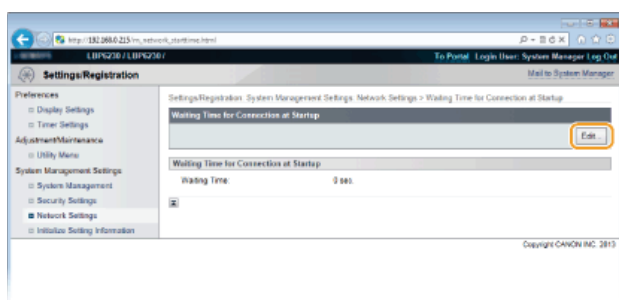 http://192.168.0.215/m_network_starttime.html
LBP6230 / LBP6230 /
To Portal Login User: System Manager Log Out
Settings/Registration
Mail to System Manager
Preferences
Display Settings
Timer Settings
Adjustment/Maintenance
Utility Menu
System Management Settings
System Management
Security Settings
Network Settings
Initialize Setting Information
Settings/Registration: System Management Settings: Network Settings > Waiting Time for Connection at Startup
Waiting Time for Connection at Startup
Edit...
Waiting Time for Connection at Startup
Waiting Time: 0 sec.
Copyright CANON INC. 2013